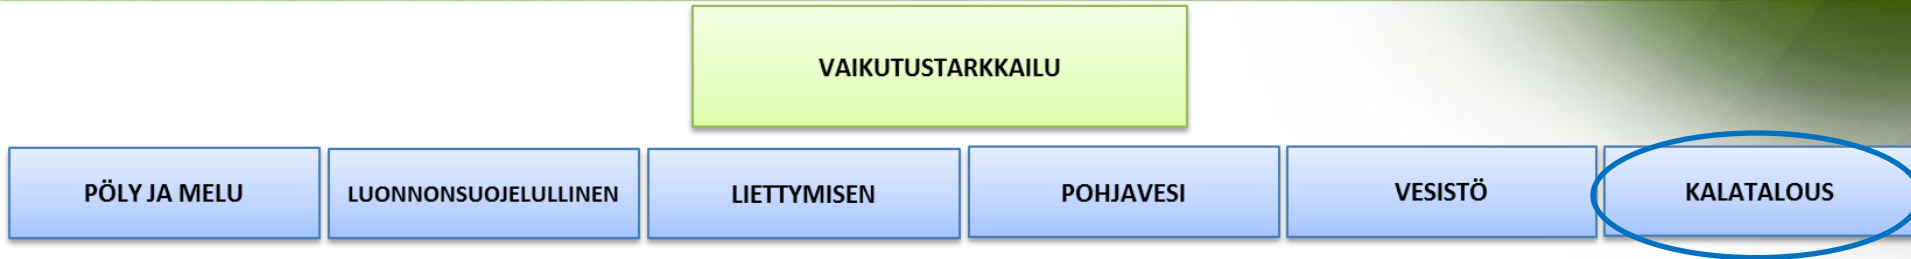 VAIKUTUSTARKKAILU
PÖLY JA MELU
LUONNONSUOJELULLINEN
LIETTYMISEN
POHJAVESI
VESISTÖ
KALATALOUS